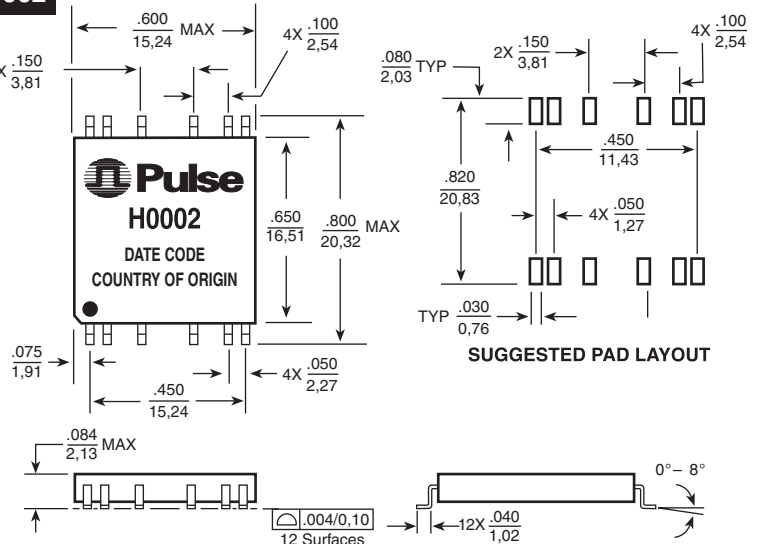 .600
15,24 MAX
4X .100
2,54
X .150
3,81
Pulse
H0002
DATE CODE
COUNTRY OF ORIGIN
.650
16,51
.800
20,32 MAX
.075
1,91
.450
15,24
4X .050
2,27
.080
2,03 TYP
2X .150
3,81
4X .100
2,54
.450
11,43
.820
20,83
4X .050
1,27
TYP .030
0,76
SUGGESTED PAD LAYOUT
.084
2,13 MAX
.004/0,10
12 Surfaces
12X .040
1,02
0°– 8°